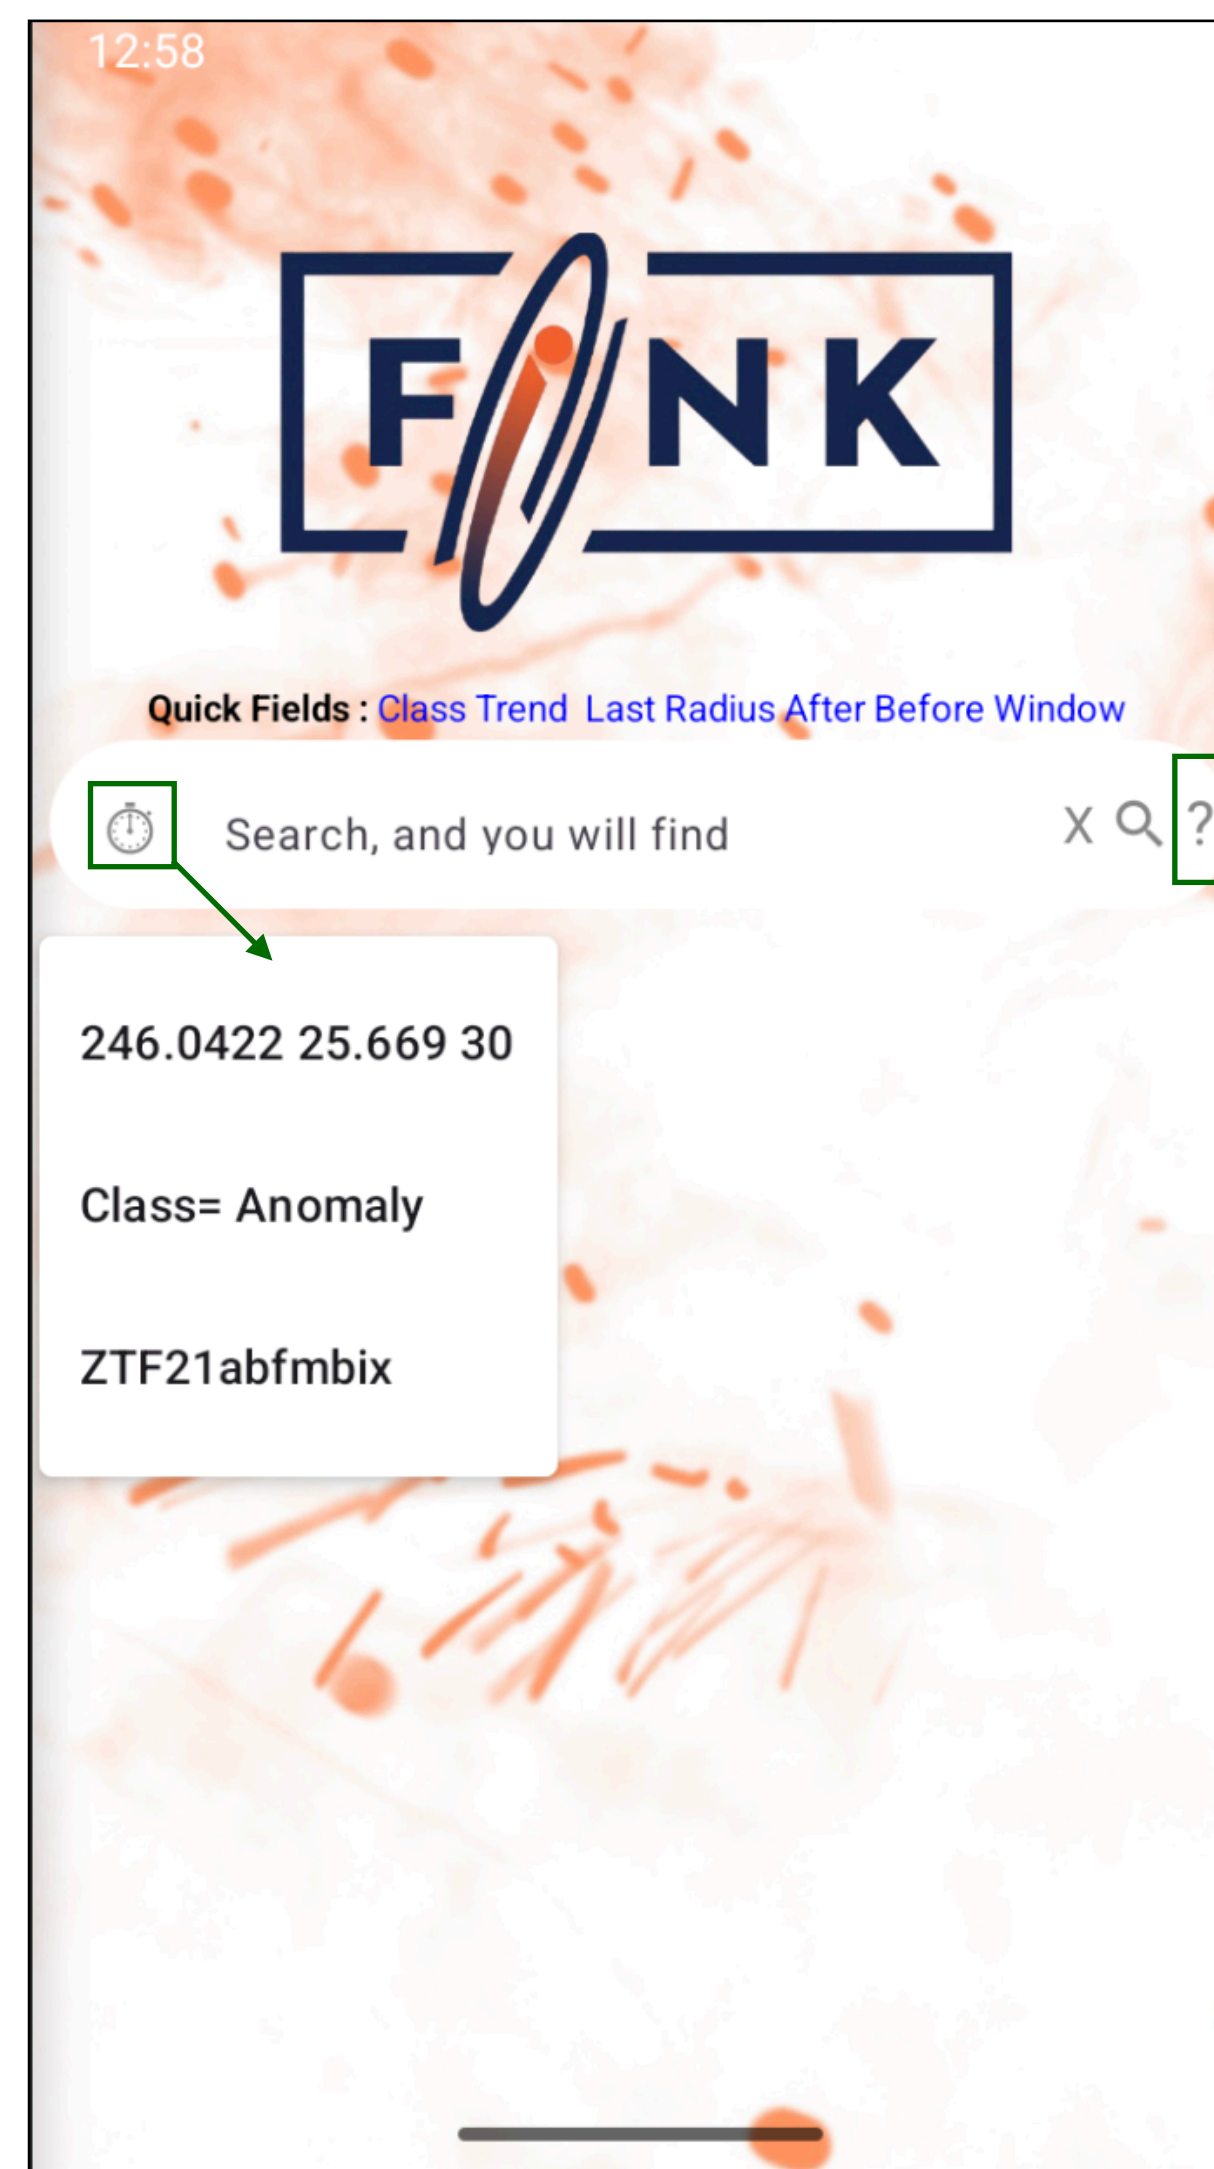 12:58
FINK
Quick Fields : Class Trend Last Radius After Before Window
Search, and you will find X ?
246.0422 25.669 30
Class= Anomaly
ZTF21abfmbix